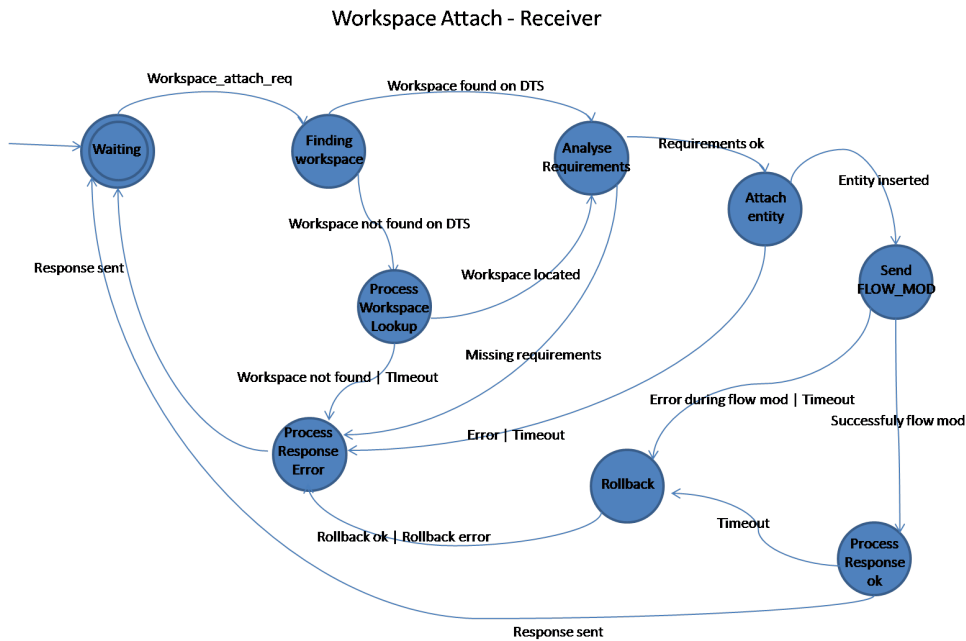 Workspace Attach - Receiver
Workspace_attach_req
Workspace found on DTS
Waiting
Finding
workspace
Analyse
Requirements
Requirements ok
Attach
entity
Entity inserted
Workspace not found on DTS
Response sent
Workspace located
Process
Workspace
Lookup
Send
FLOW_MOD
Missing requirements
Workspace not found | TImeout
Error during flow mod | Timeout
Successfuly flow mod
Error | Timeout
Process
Response
Error
Rollback
Timeout
Rollback ok | Rollback error
Process
Response
ok
Response sent